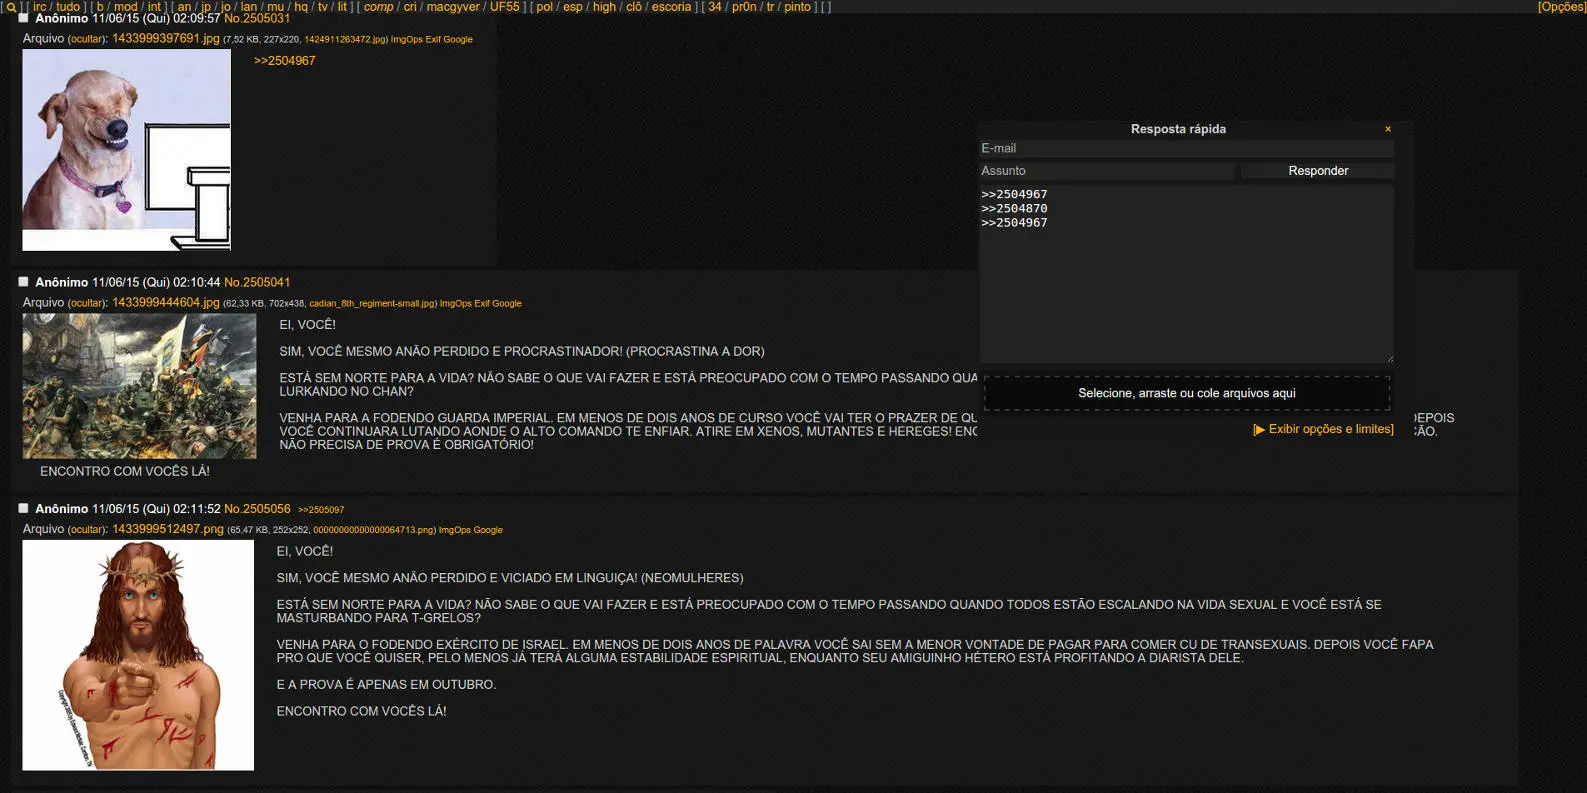 [ ] [ irc / tudo ] [ b / mod / int ] [ an / jp / jo / lan / mu / hq / tv / lit ] [ comp / cri / macgyver / UF55 ] [ pol / esp / high / clô / escoria ] [ 34 / pr0n / tr / pinto ] [ ] [Opções]
Anônimo 11/06/15 (Qui) 02:09:57 No.2505031
Arquivo (ocultar): 1433999397691.jpg (7,52 KB, 227x220, 1424911263472.jpg) ImgOps Exif Google
>>2504967
Resposta rápida ×
E-mail
Assunto Responder
>>2504967
>>2504870
>>2504967
Selecione, arraste ou cole arquivos aqui
[▶ Exibir opções e limites]
Anônimo 11/06/15 (Qui) 02:10:44 No.2505041
Arquivo (ocultar): 1433999444604.jpg (62,33 KB, 702x438, cadian_8th_regiment-small.jpg) ImgOps Exif Google
EI, VOCÊ!
SIM, VOCÊ MESMO ANÃO PERDIDO E PROCRASTINADOR! (PROCRASTINA A DOR)
ESTÁ SEM NORTE PARA A VIDA? NÃO SABE O QUE VAI FAZER E ESTÁ PREOCUPADO COM O TEMPO PASSANDO QUA
LURKANDO NO CHAN?
VENHA PARA A FODENDO GUARDA IMPERIAL. EM MENOS DE DOIS ANOS DE CURSO VOCÊ VAI TER O PRAZER DE QU DEPOIS
VOCÊ CONTINUARA LUTANDO AONDE O ALTO COMANDO TE ENFIAR. ATIRE EM XENOS, MUTANTES E HEREGES! ENC ÇÃO.
NÃO PRECISA DE PROVA É OBRIGATÓRIO!
ENCONTRO COM VOCÊS LÁ!
Anônimo 11/06/15 (Qui) 02:11:52 No.2505056 >>2505097
Arquivo (ocultar): 1433999512497.png (65,47 KB, 252x252, 0000000000000064713.png) ImgOps Google
EI, VOCÊ!
SIM, VOCÊ MESMO ANÃO PERDIDO E VICIADO EM LINGUIÇA! (NEOMULHERES)
ESTÁ SEM NORTE PARA A VIDA? NÃO SABE O QUE VAI FAZER E ESTÁ PREOCUPADO COM O TEMPO PASSANDO QUANDO TODOS ESTÃO ESCALANDO NA VIDA SEXUAL E VOCÊ ESTÁ SE
MASTURBANDO PARA T-GRELOS?
VENHA PARA O FODENDO EXÉRCITO DE ISRAEL. EM MENOS DE DOIS ANOS DE PALAVRA VOCÊ SAI SEM A MENOR VONTADE DE PAGAR PARA COMER CU DE TRANSEXUAIS. DEPOIS VOCÊ FAPA
PRO QUE VOCÊ QUISER, PELO MENOS JÁ TERÁ ALGUMA ESTABILIDADE ESPIRITUAL, ENQUANTO SEU AMIGUINHO HÉTERO ESTÁ PROFITANDO A DIARISTA DELE.
E A PROVA É APENAS EM OUTUBRO.
ENCONTRO COM VOCÊS LÁ!